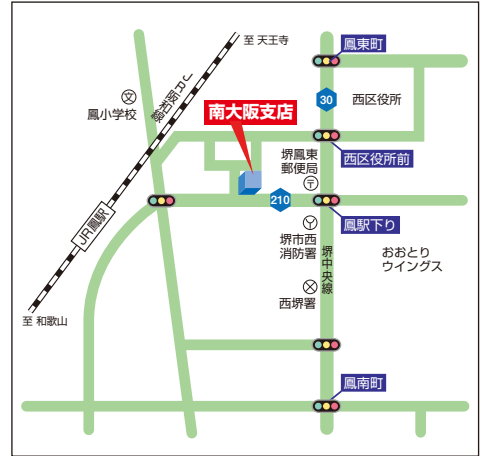 至 天王寺
鳳東町
JR阪和線
30
西区役所
鳳小学校
南大阪支店
堺鳳東
郵便局
西区役所前
210
鳳駅下り
JR鳳駅
堺市西
消防署
堺中央線
おおとり
ウイングス
西堺署
至 和歌山
鳳南町